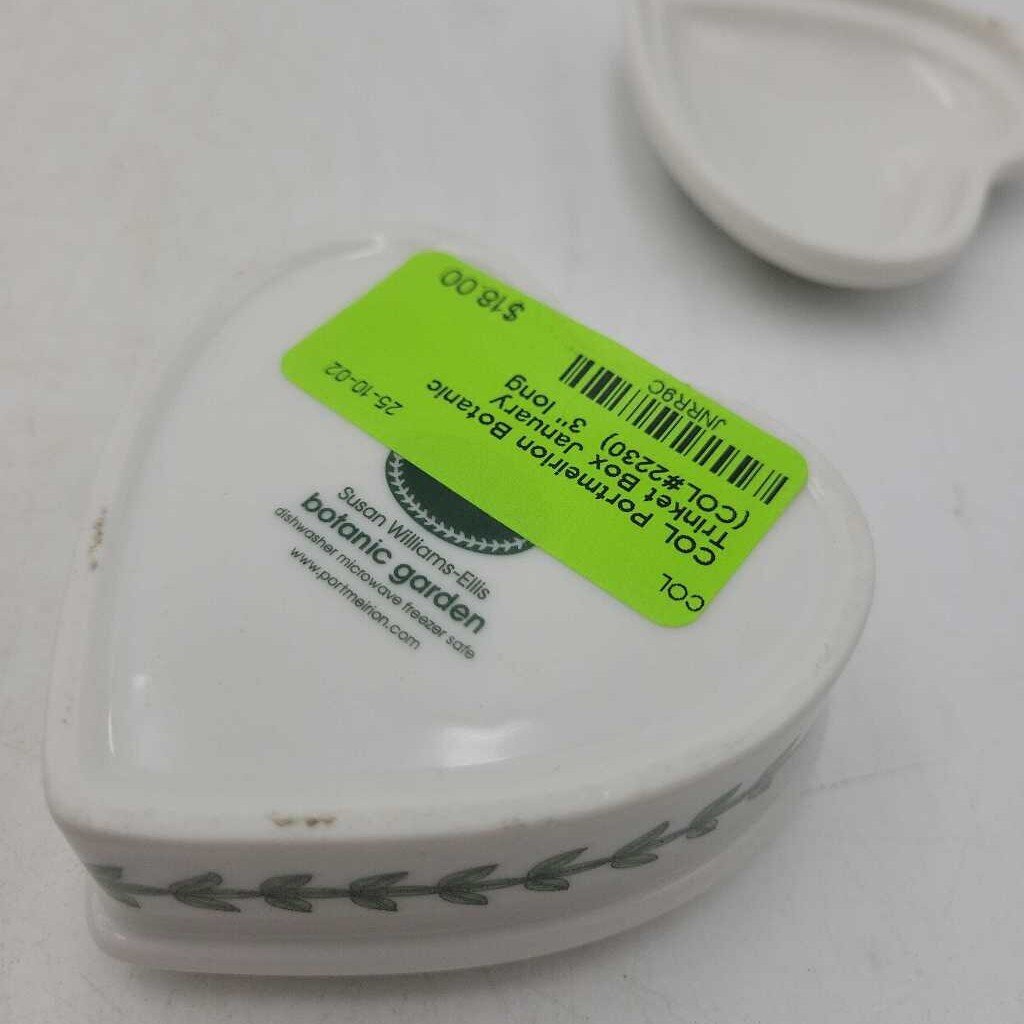 COL
COL Portmeirion Botanic
Trinket Box January
(COL#2230) 3" long
JNRR9C
25-10-02
$18.00
Susan Williams-Ellis
botanic garden
dishwasher microwave freezer safe
www.portmeirion.com